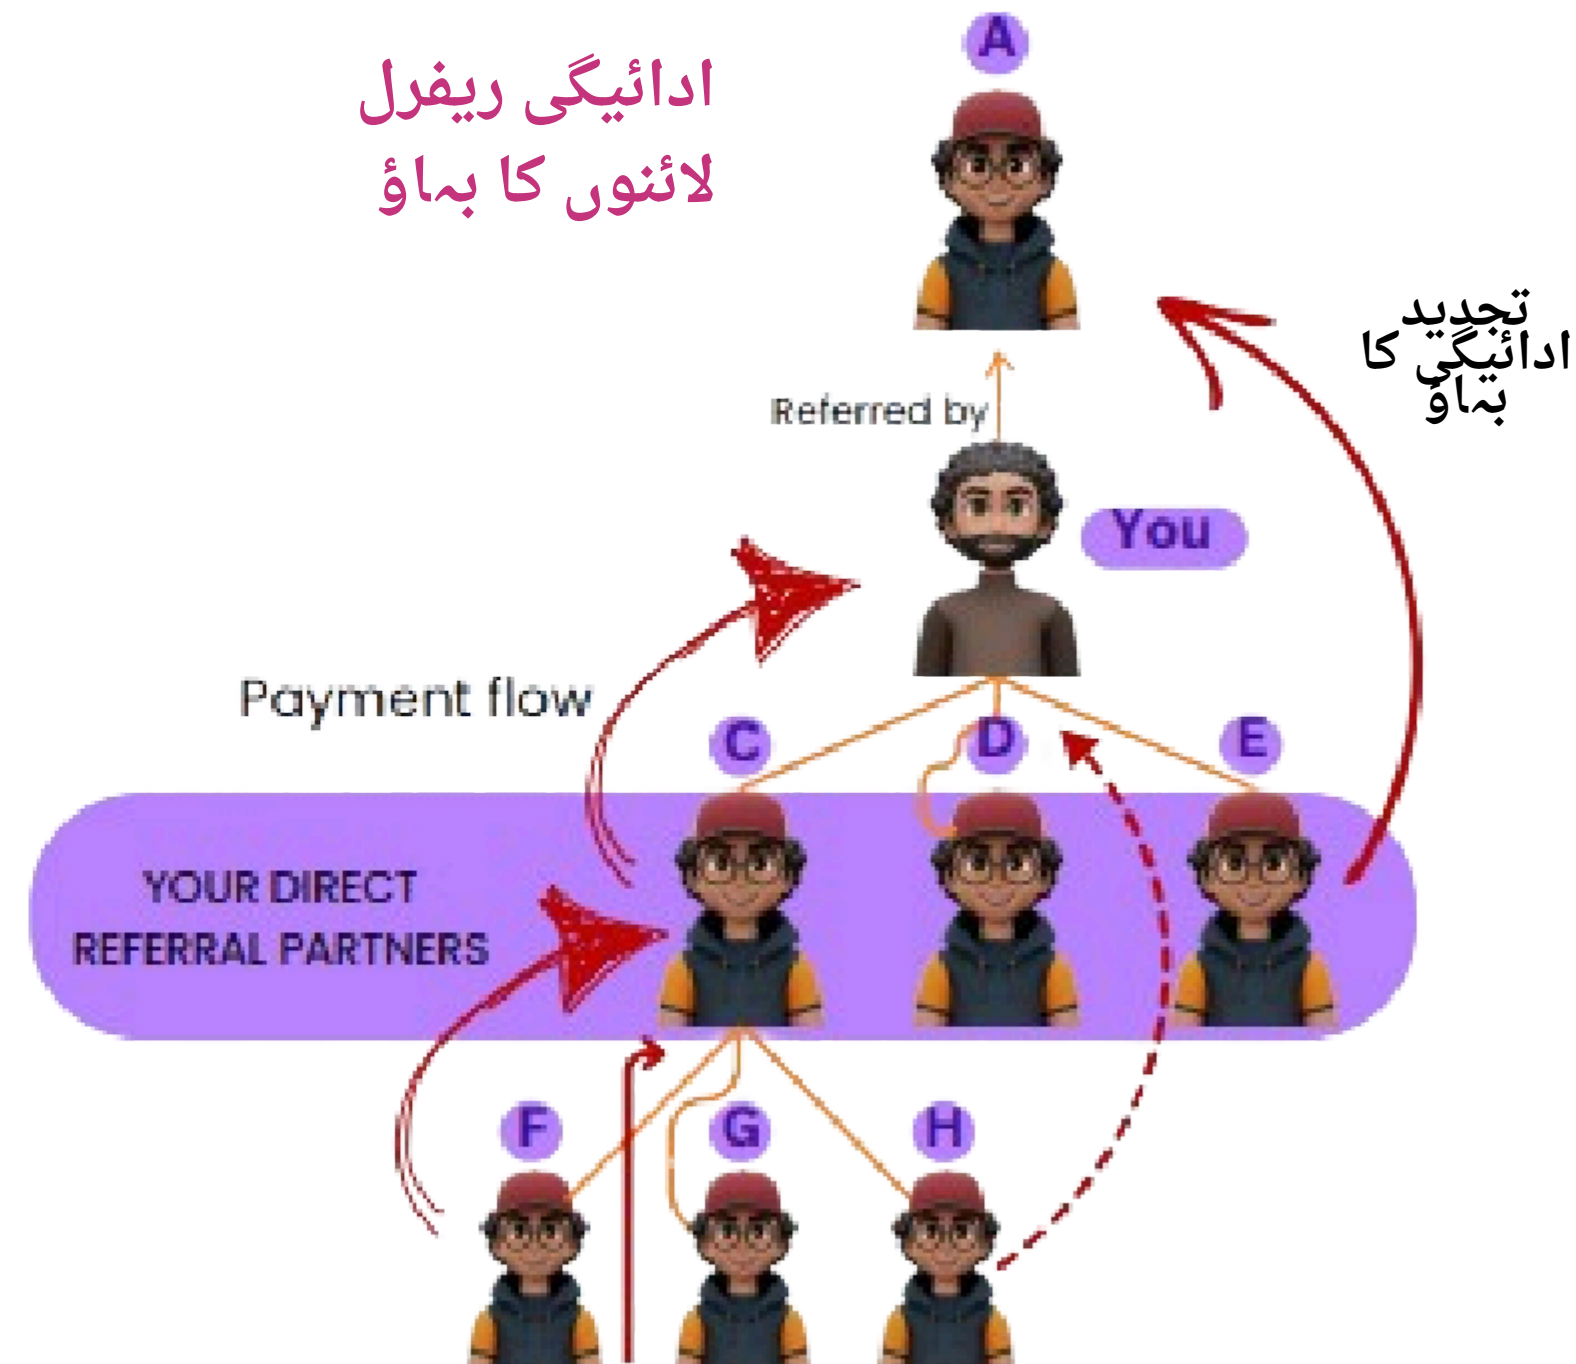 A
ادائیگی ریفرل
لائنوں کا بہاؤ
تجدید
ادائیگی کا
بہاؤ
Referred by
You
Payment flow
C
D
E
YOUR DIRECT
REFERRAL PARTNERS
F
G
H